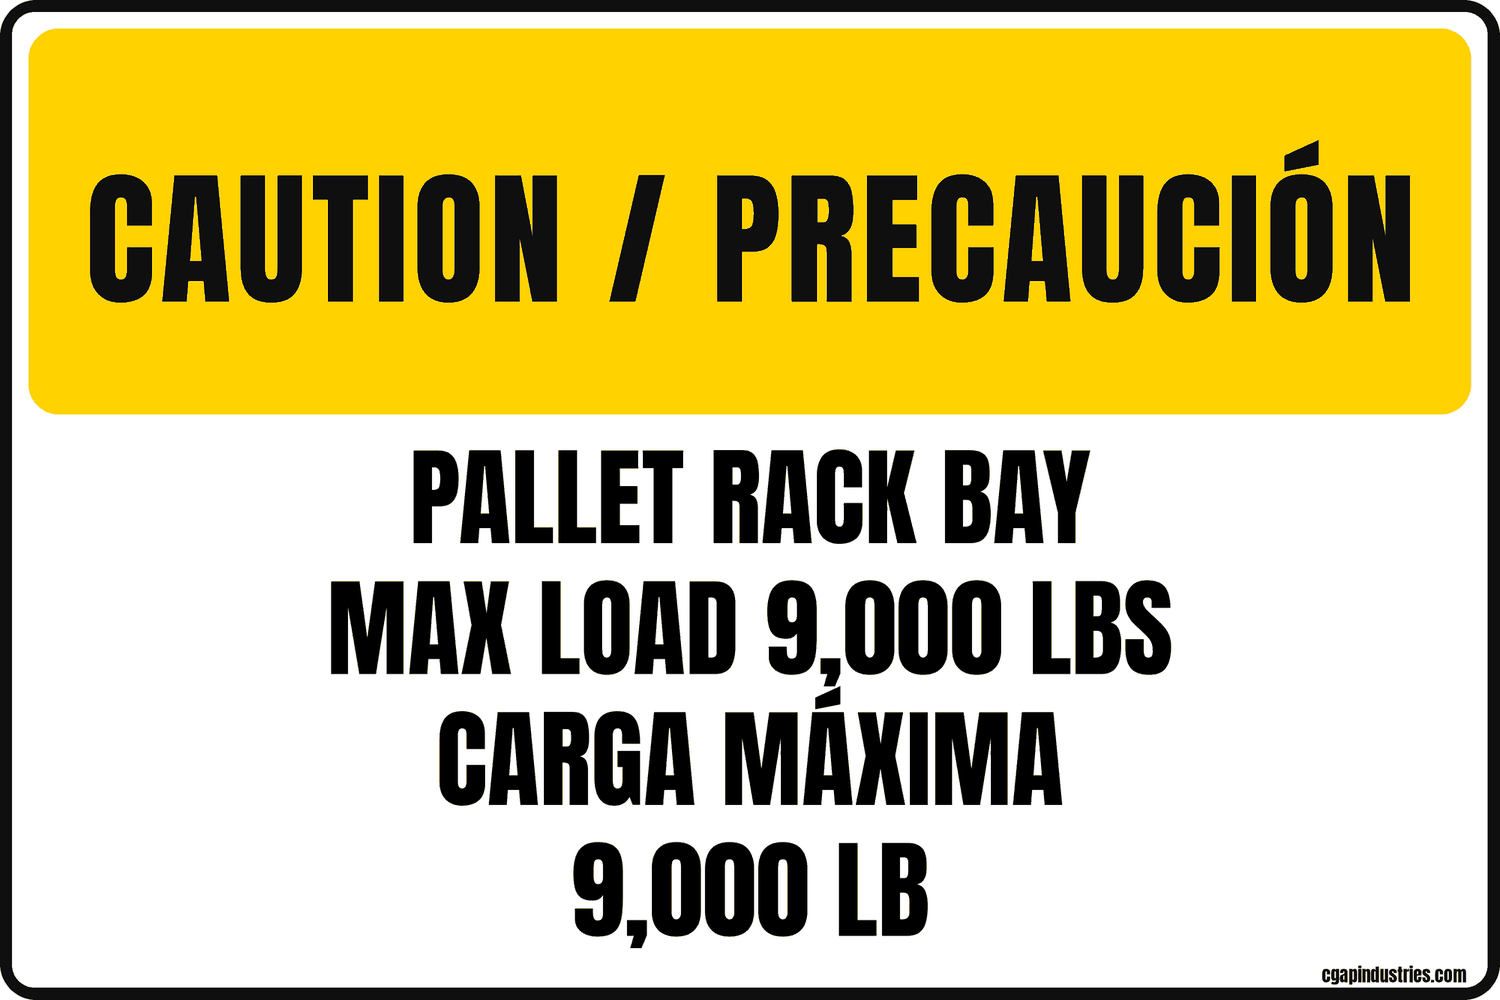 CAUTION / PRECAUCIÓN
PALLET RACK BAY
MAX LOAD 9,000 LBS
CARGA MÁXIMA
9,000 LB
cgapindustries.com